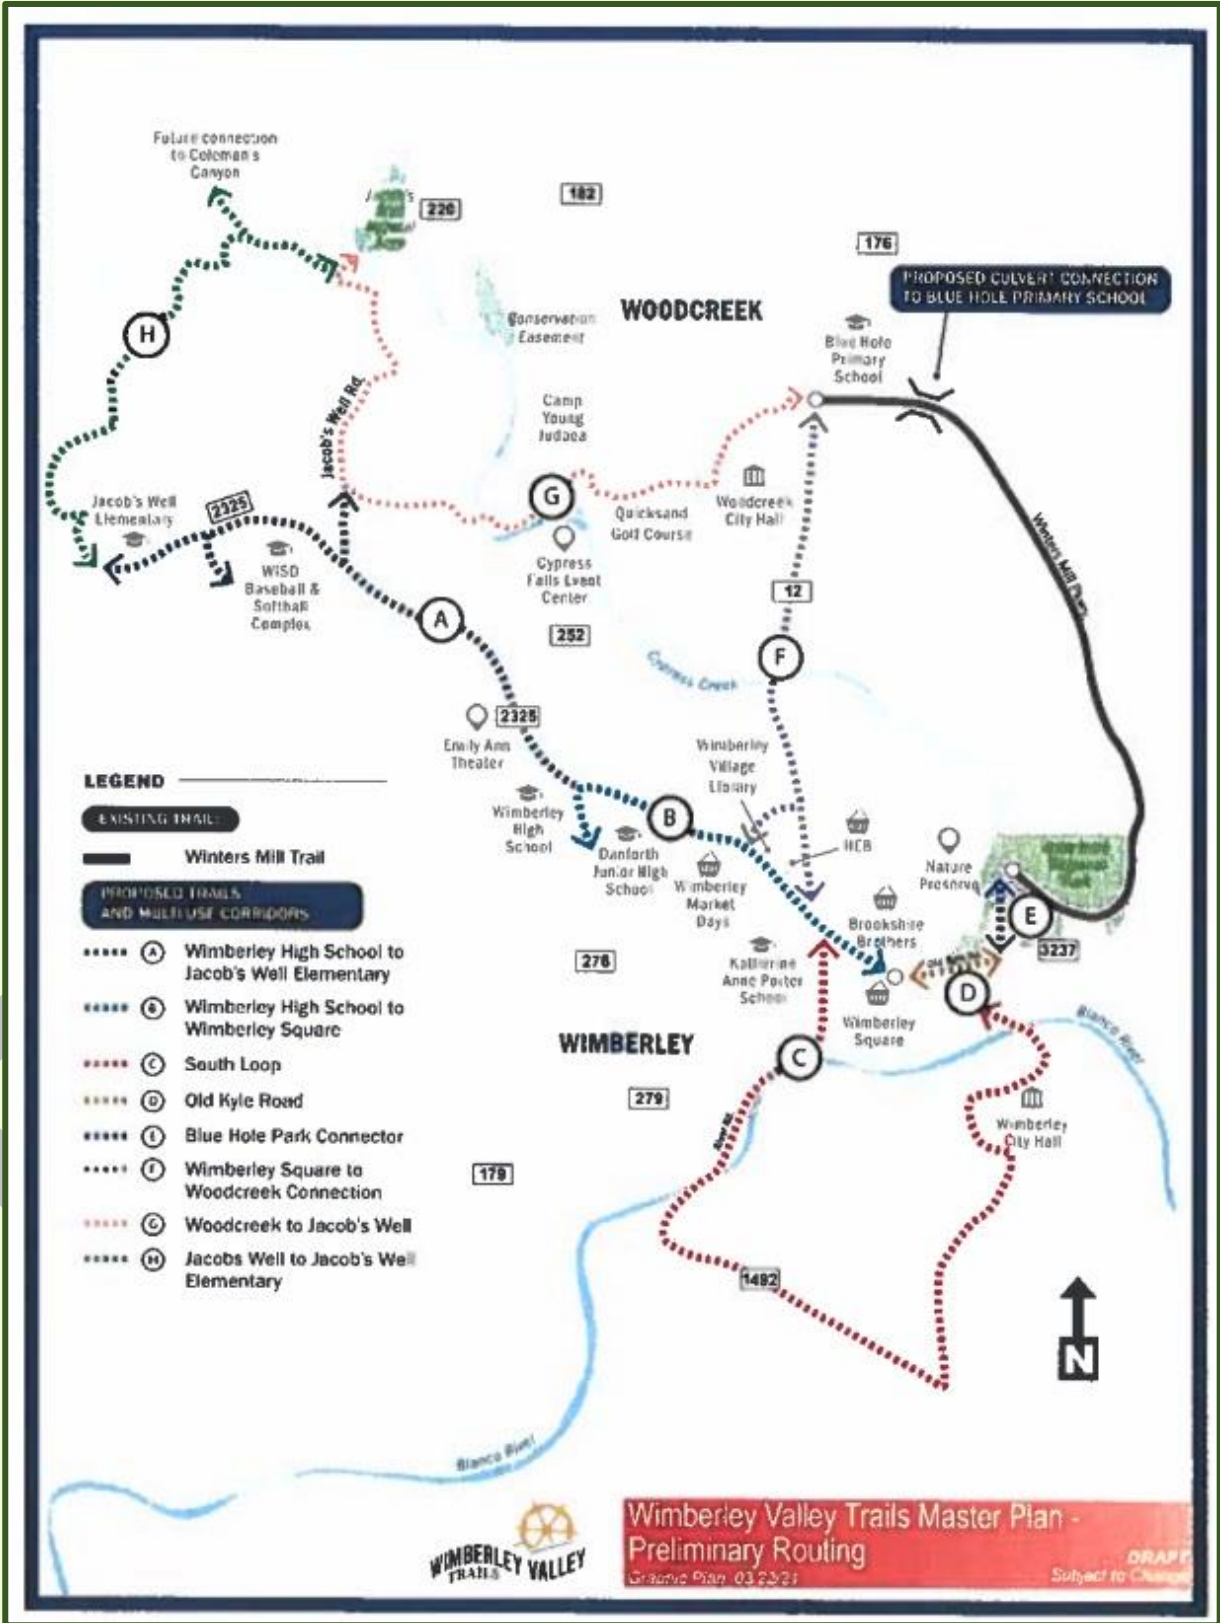 Future connection
to Coleman's
Canyon
220
182
176
PROPOSED CULVERT CONNECTION
TO BLUE HOLE PRIMARY SCHOOL
WOODCREEK
Conservation
Easement
Blue Hole
Primary
School
H
Jacob's Well Rd.
Camp
Young
Judaea
G
Quicksand
Golf Course
Woodcreek
City Hall
Jacob's Well
Elementary
2325
WISD
Baseball &
Softball
Complex
Cypress
Falls Event
Center
Winters Mill Pkwy.
12
A
252
F
Cypress Creek
2325
Emily Ann
Theater
Wimberley
Village
Library
Wimberley
High
School
B
Danforth
Junior High
School
Wimberley
Market
Days
HEB
Nature
Preserve
Brookshire
Brothers
E
3237
276
Katherine
Anne Porter
School
D
Wimberley
Square
WIMBERLEY
C
Blanco River
279
River Rd.
Wimberley
City Hall
179
1492
N
Blanco River
LEGEND
EXISTING TRAIL:
Winters Mill Trail
PROPOSED TRAILS
AND MULTI USE CORRIDORS
A Wimberley High School to
Jacob's Well Elementary
B Wimberley High School to
Wimberley Square
C South Loop
D Old Kyle Road
E Blue Hole Park Connector
F Wimberley Square to
Woodcreek Connection
G Woodcreek to Jacob's Well
H Jacobs Well to Jacob's Well
Elementary
WIMBERLEY VALLEY
TRAILS
Wimberley Valley Trails Master Plan -
Preliminary Routing
Graphic Plan 03/22/21
DRAFT
Subject to Change